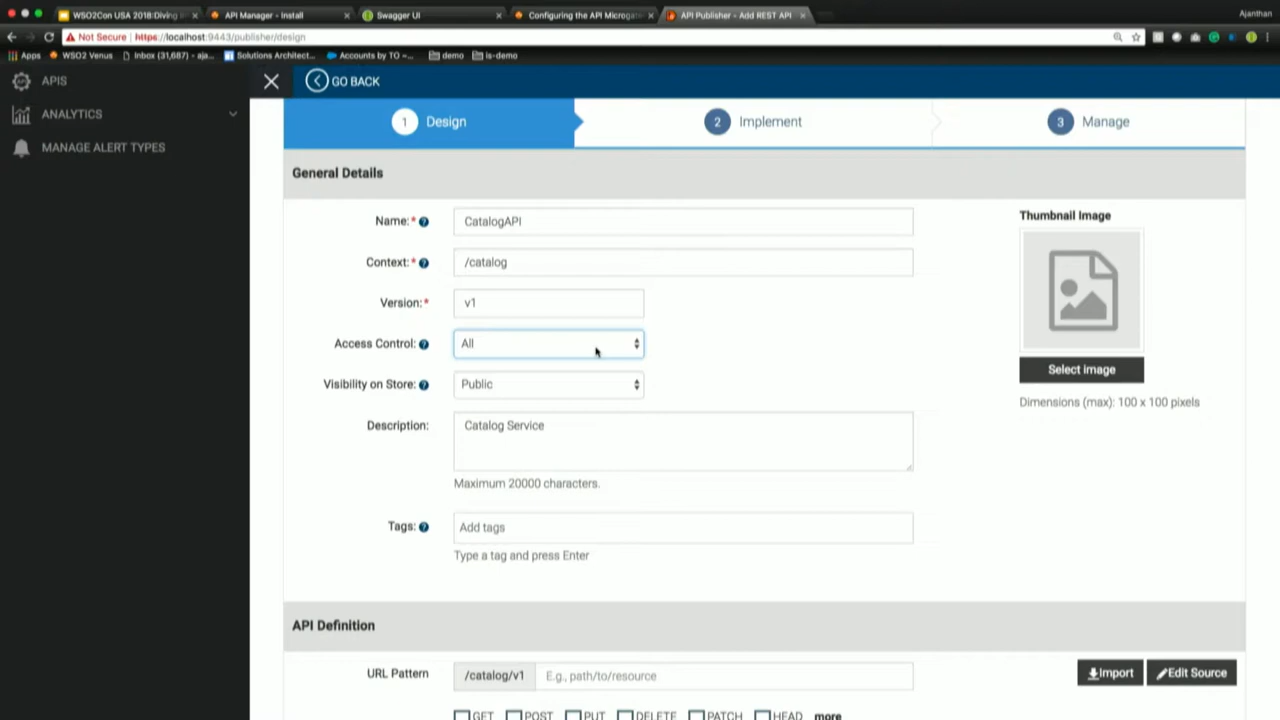 WSO2Con USA 2018:Diving
API Manager - Install
Swagger UI
Configuring the API Microgate
API Publisher - Add REST API
Ajanthan
Not Secure | https://localhost:9443/publisher/design
Apps WSO2 Venus Inbox (31,687) - aja... Solutions Architect... Accounts by TO –... demo is-demo
APIS
ANALYTICS
MANAGE ALERT TYPES
GO BACK
1 Design
2 Implement
3 Manage
General Details
Name:* CatalogAPI
Context:* /catalog
Version:* v1
Access Control: All
Visibility on Store: Public
Description: Catalog Service
Maximum 20000 characters.
Tags: Add tags
Type a tag and press Enter
Thumbnail Image
Select image
Dimensions (max): 100 x 100 pixels
API Definition
URL Pattern /catalog/v1 E.g., path/to/resource
Import Edit Source
GET POST PUT DELETE PATCH HEAD more